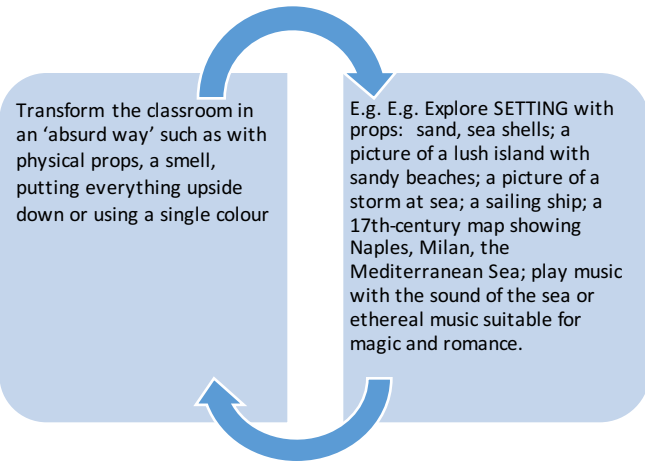 Transform the classroom in
an ‘absurd way’ such as with
physical props, a smell,
putting everything upside
down or using a single colour
E.g. E.g. Explore SETTING with
props: sand, sea shells; a
picture of a lush island with
sandy beaches; a picture of a
storm at sea; a sailing ship; a
17th-century map showing
Naples, Milan, the
Mediterranean Sea; play music
with the sound of the sea or
ethereal music suitable for
magic and romance.